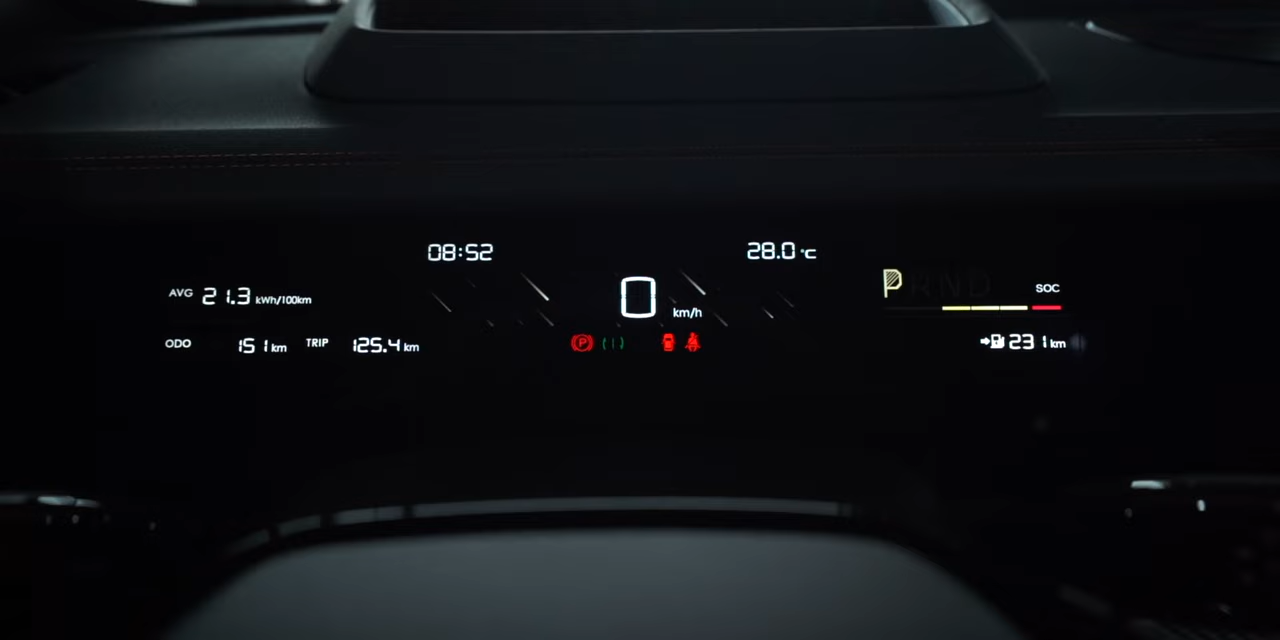 08:52
28.0 °C
AVG 21.3 kWh/100km
0 km/h
P R N D
SOC
ODO 151 km TRIP 125.4 km
P
231 km